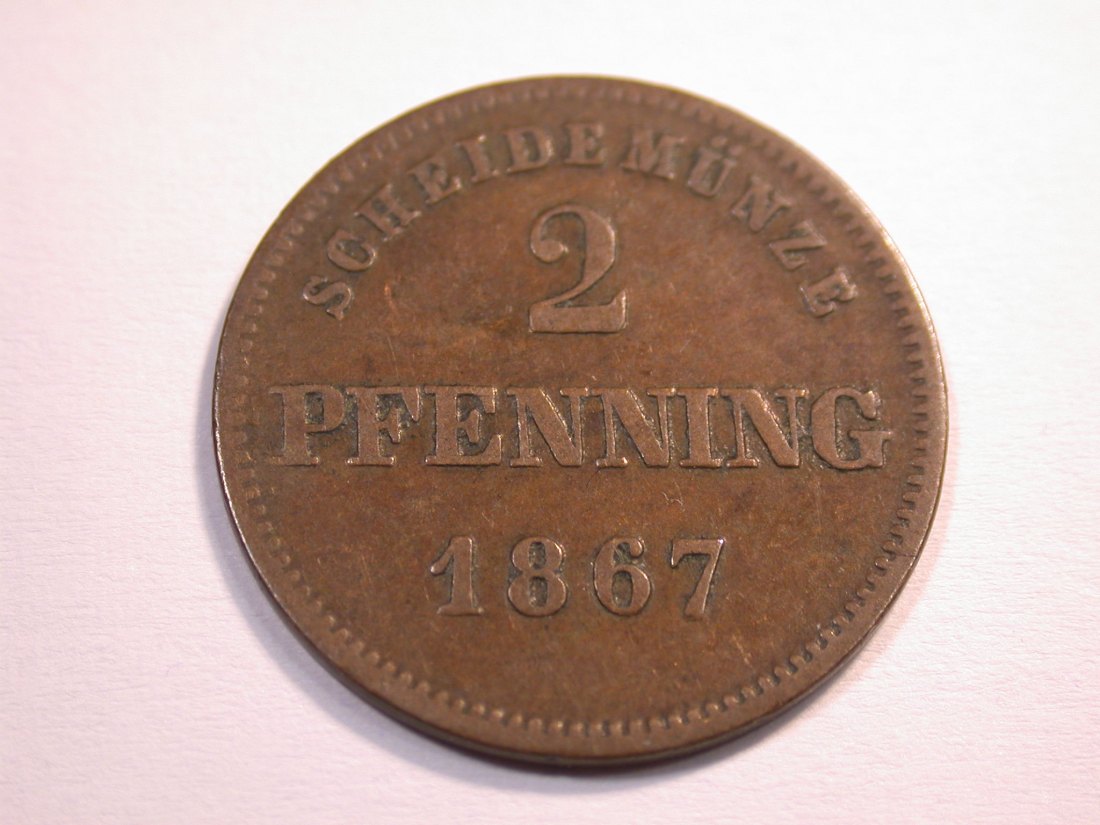 SCHEIDEMÜNZE
2
PFENNING
1867